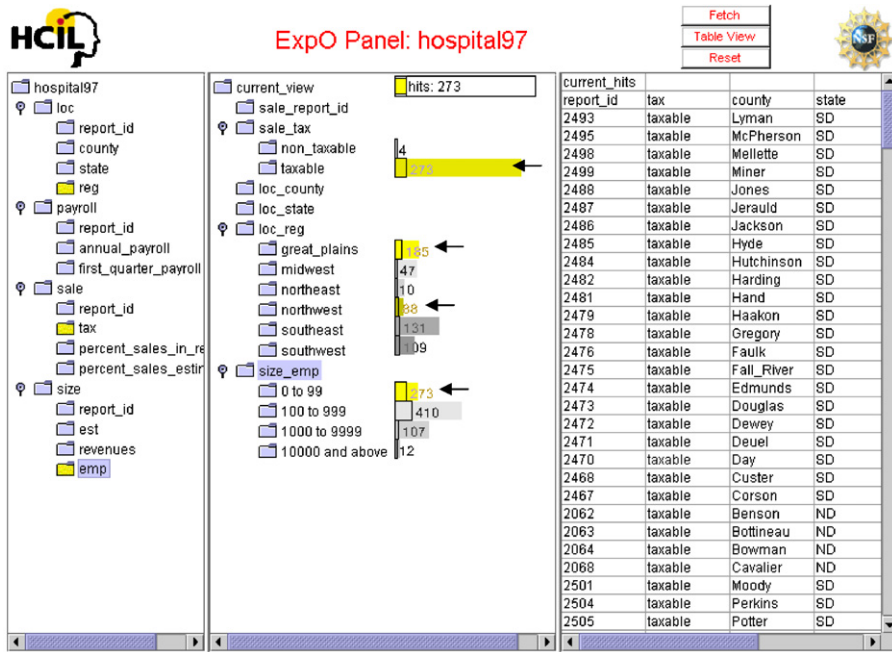 HCIL
ExpO Panel: hospital97
Fetch
Table View
Reset
NSF
hospital97
loc
report_id
county
state
reg
payroll
report_id
annual_payroll
first_quarter_payroll
sale
report_id
tax
percent_sales_in_re
percent_sales_estir
size
report_id
est
revenues
emp
current_view
hits: 273
sale_report_id
sale_tax
non_taxable 4
taxable 273
loc_county
loc_state
loc_reg
great_plains 185
midwest 47
northeast 10
northwest 88
southeast 131
southwest 109
size_emp
0 to 99 273
100 to 999 410
1000 to 9999 107
10000 and above 12
current_hits
report_id tax county state
2493 taxable Lyman SD
2495 taxable McPherson SD
2498 taxable Mellette SD
2499 taxable Miner SD
2488 taxable Jones SD
2487 taxable Jerauld SD
2486 taxable Jackson SD
2485 taxable Hyde SD
2484 taxable Hutchinson SD
2482 taxable Harding SD
2481 taxable Hand SD
2479 taxable Haakon SD
2478 taxable Gregory SD
2476 taxable Faulk SD
2475 taxable Fall_River SD
2474 taxable Edmunds SD
2473 taxable Douglas SD
2472 taxable Dewey SD
2471 taxable Deuel SD
2470 taxable Day SD
2468 taxable Custer SD
2467 taxable Corson SD
2062 taxable Benson ND
2063 taxable Bottineau ND
2064 taxable Bowman ND
2068 taxable Cavalier ND
2501 taxable Moody SD
2504 taxable Perkins SD
2505 taxable Potter SD